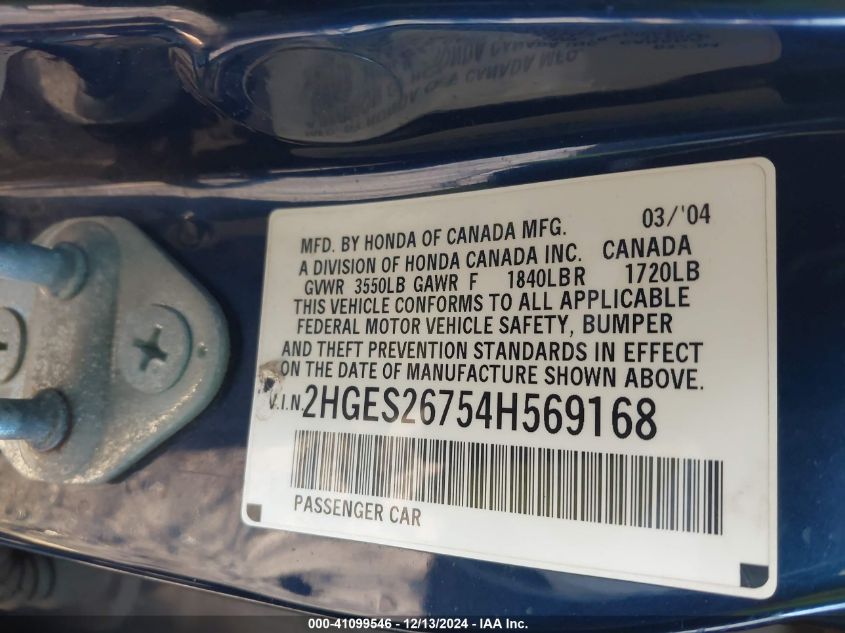 03/'04
MFD. BY HONDA OF CANADA MFG.
A DIVISION OF HONDA CANADA INC. CANADA
GVWR 3550LB GAWR F 1840LBR 1720LB
THIS VEHICLE CONFORMS TO ALL APPLICABLE
FEDERAL MOTOR VEHICLE SAFETY, BUMPER
AND THEFT PREVENTION STANDARDS IN EFFECT
ON THE DATE OF MANUFACTURE SHOWN ABOVE.
V.I.N. 2HGES26754H569168
PASSENGER CAR
000-41099546 - 12/13/2024 - IAA Inc.